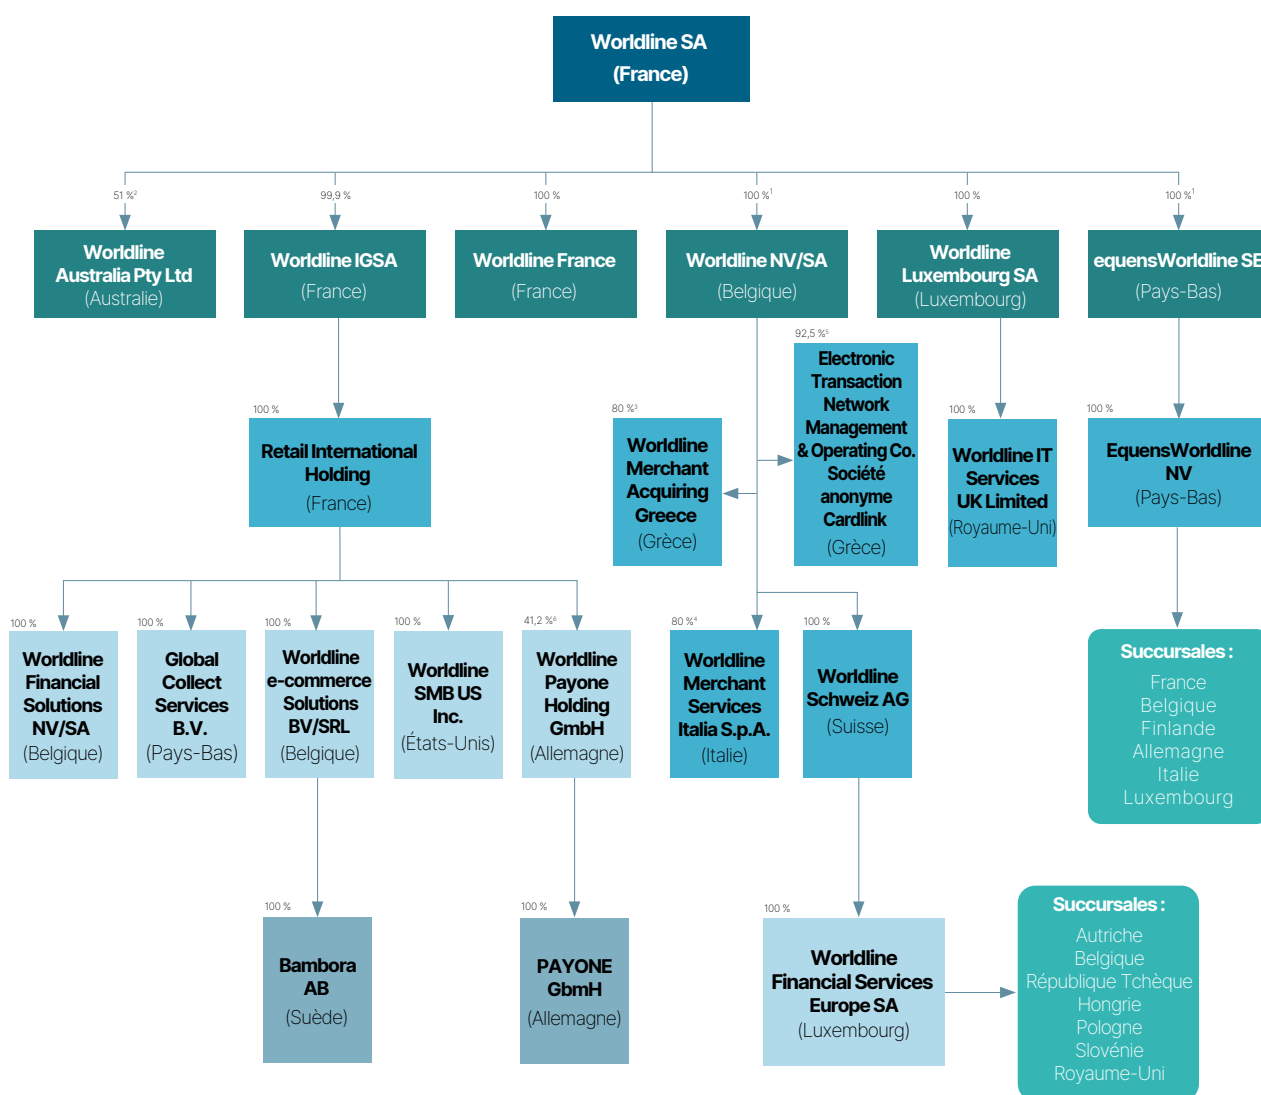 Worldline SA
(France)
51 %²
99,9 %
100 %
100 %¹
100 %
100 %¹
Worldline
Australia Pty Ltd
(Australie)
Worldline IGSA
(France)
Worldline France
(France)
Worldline NV/SA
(Belgique)
Worldline
Luxembourg SA
(Luxembourg)
equensWorldline SE
(Pays-Bas)
100 %
Retail International
Holding
(France)
80 %³
Worldline
Merchant
Acquiring
Greece
(Grèce)
92,5 %⁵
Electronic
Transaction
Network
Management
& Operating Co.
Société
anonyme
Cardlink
(Grèce)
100 %
Worldline IT
Services
UK Limited
(Royaume-Uni)
100 %
EquensWorldline
NV
(Pays-Bas)
100 %
Worldline
Financial
Solutions
NV/SA
(Belgique)
100 %
Global
Collect
Services
B.V.
(Pays-Bas)
100 %
Worldline
e-commerce
Solutions
BV/SRL
(Belgique)
100 %
Worldline
SMB US
Inc.
(États-Unis)
41,2 %⁶
Worldline
Payone
Holding
GmbH
(Allemagne)
80 %⁴
Worldline
Merchant
Services
Italia S.p.A.
(Italie)
100 %
Worldline
Schweiz AG
(Suisse)
Succursales :
France
Belgique
Finlande
Allemagne
Italie
Luxembourg
100 %
Bambora
AB
(Suède)
100 %
PAYONE
GbmH
(Allemagne)
100 %
Worldline
Financial Services
Europe SA
(Luxembourg)
Succursales :
Autriche
Belgique
République Tchèque
Hongrie
Pologne
Slovénie
Royaume-Uni